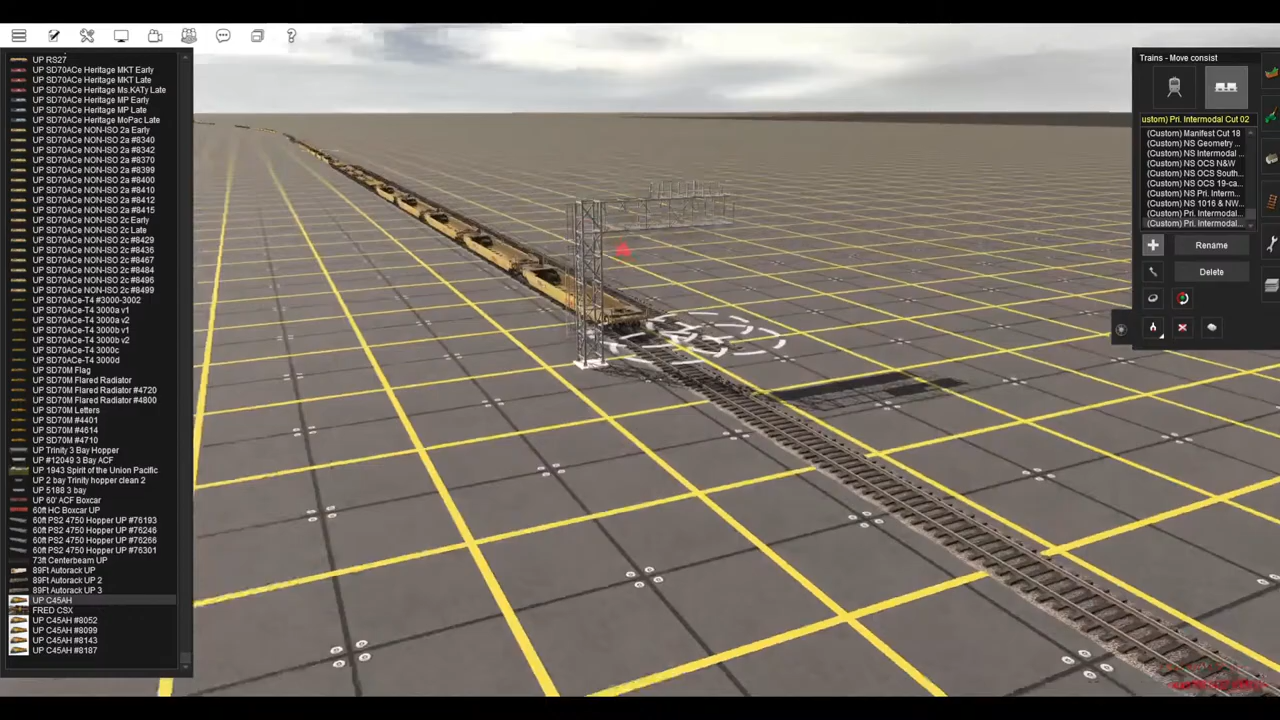 UP RS27
UP SD70ACe Heritage MKT Early
UP SD70ACe Heritage MKT Late
UP SD70ACe Heritage Ms.KATy Late
UP SD70ACe Heritage MP Early
UP SD70ACe Heritage MP Late
UP SD70ACe Heritage MoPac Late
UP SD70ACe NON-ISO 2a Early
UP SD70ACe NON-ISO 2a #8340
UP SD70ACe NON-ISO 2a #8342
UP SD70ACe NON-ISO 2a #8370
UP SD70ACe NON-ISO 2a #8399
UP SD70ACe NON-ISO 2a #8400
UP SD70ACe NON-ISO 2a #8410
UP SD70ACe NON-ISO 2a #8412
UP SD70ACe NON-ISO 2a #8415
UP SD70ACe NON-ISO 2c Early
UP SD70ACe NON-ISO 2c Late
UP SD70ACe NON-ISO 2c #8429
UP SD70ACe NON-ISO 2c #8436
UP SD70ACe NON-ISO 2c #8467
UP SD70ACe NON-ISO 2c #8484
UP SD70ACe NON-ISO 2c #8496
UP SD70ACe NON-ISO 2c #8499
UP SD70ACe-T4 #3000-3002
UP SD70ACe-T4 3000a v1
UP SD70ACe-T4 3000a v2
UP SD70ACe-T4 3000b v1
UP SD70ACe-T4 3000b v2
UP SD70ACe-T4 3000c
UP SD70ACe-T4 3000d
UP SD70M Flag
UP SD70M Flared Radiator
UP SD70M Flared Radiator #4720
UP SD70M Flared Radiator #4800
UP SD70M Letters
UP SD70M #4401
UP SD70M #4614
UP SD70M #4710
UP Trinity 3 Bay Hopper
UP #12049 3 Bay ACF
UP 1943 Spirit of the Union Pacific
UP 2 bay Trinity hopper clean 2
UP 5188 3 bay
UP 60' ACF Boxcar
60ft HC Boxcar UP
60ft PS2 4750 Hopper UP #76193
60ft PS2 4750 Hopper UP #76246
60ft PS2 4750 Hopper UP #76266
60ft PS2 4750 Hopper UP #76301
73ft Centerbeam UP
89Ft Autorack UP
89Ft Autorack UP 2
89Ft Autorack UP 3
UP C45AH
FRED CSX
UP C45AH #8052
UP C45AH #8099
UP C45AH #8143
UP C45AH #8187
Trains - Move consist
ustom) Pri. Intermodal Cut 02
(Custom) Manifest Cut 18
(Custom) NS Geometry ...
(Custom) NS Intermodal ...
(Custom) NS OCS N&W
(Custom) NS OCS South...
(Custom) NS OCS 19-ca...
(Custom) NS Pri. Interm...
(Custom) NS 1016 & NW...
(Custom) Pri. Intermodal...
(Custom) Pri. Intermodal...
Rename
Delete